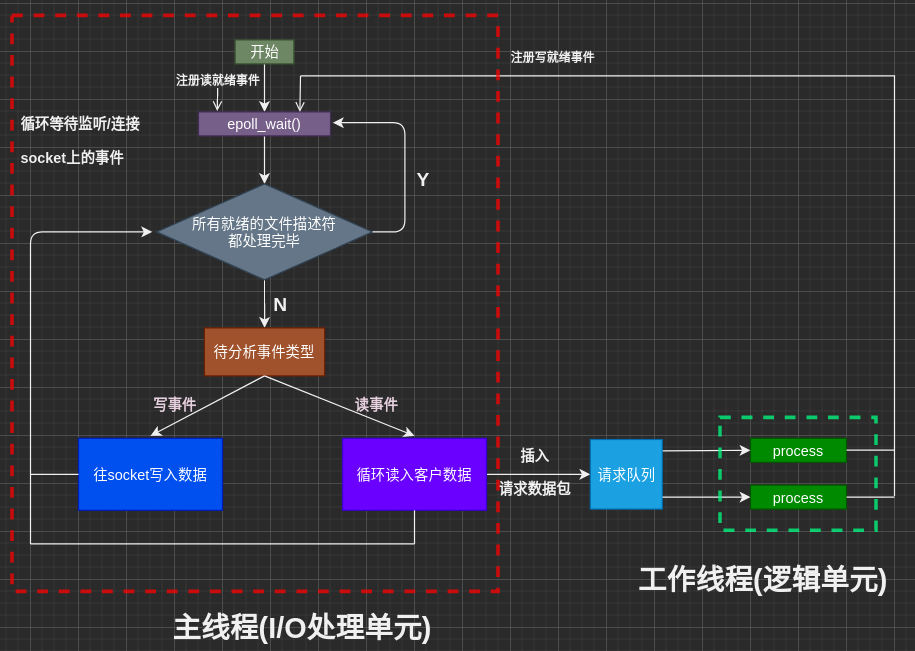 开始
注册写就绪事件
注册读就绪事件
循环等待监听/连接
socket上的事件
epoll_wait()
Y
所有就绪的文件描述符
都处理完毕
N
待分析事件类型
写事件
读事件
往socket写入数据
循环读入客户数据
插入
请求数据包
请求队列
process
process
工作线程(逻辑单元)
主线程(I/O处理单元)